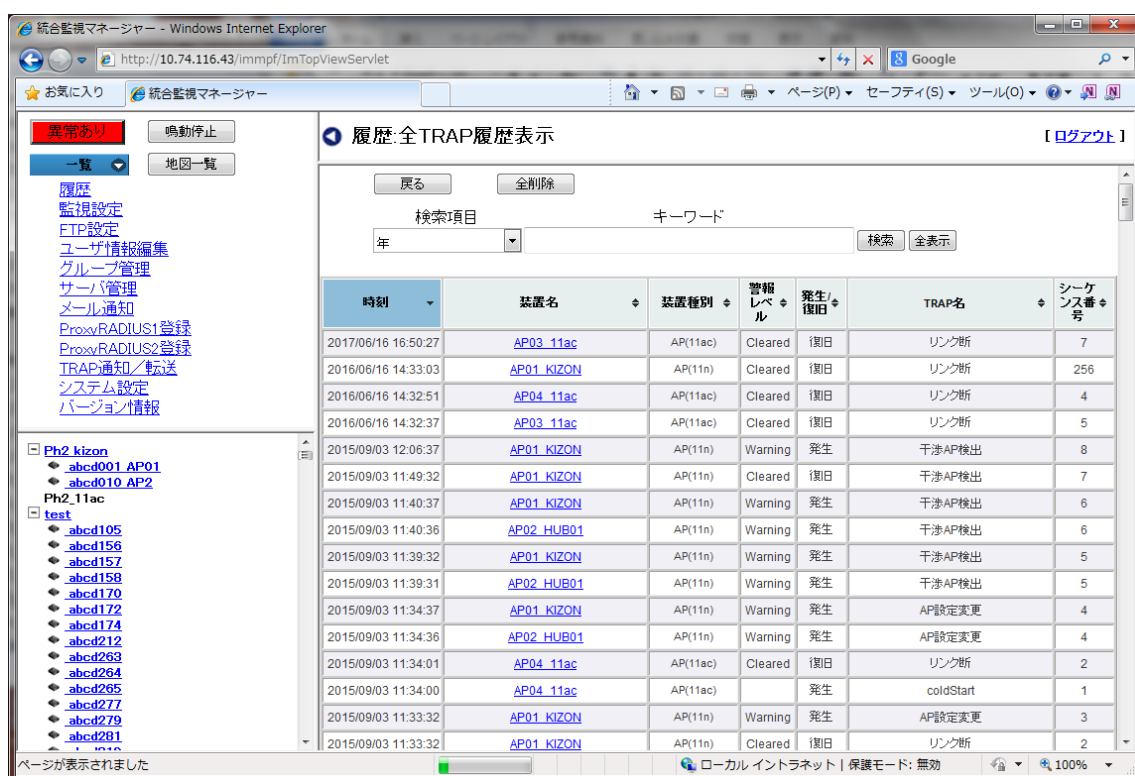 統合監視マネージャー - Windows Internet Explorer
http://10.74.116.43/immpf/ImTopViewServlet
Google
お気に入り
統合監視マネージャー
ページ(P)
セーフティ(S)
ツール(O)
異常あり
鳴動停止
一覧
地図一覧
履歴
監視設定
FTP設定
ユーザ情報編集
グループ管理
サーバ管理
メール通知
ProxyRADIUS1登録
ProxyRADIUS2登録
TRAP通知/転送
システム設定
バージョン情報
Ph2 kizon
abcd001 AP01
abcd010 AP2
Ph2_11ac
test
abcd105
abcd156
abcd157
abcd158
abcd170
abcd172
abcd174
abcd212
abcd263
abcd264
abcd265
abcd277
abcd279
abcd281
履歴:全TRAP履歴表示
[ ログアウト ]
戻る
全削除
検索項目 キーワード
年
検索
全表示
時刻 装置名 装置種別 警報レベル 発生/復旧 TRAP名 シーケンス番号
2017/06/16 16:50:27 AP03_11ac AP(11ac) Cleared 復旧 リンク断 7
2016/06/16 14:33:03 AP01_KIZON AP(11n) Cleared 復旧 リンク断 256
2016/06/16 14:32:51 AP04_11ac AP(11ac) Cleared 復旧 リンク断 4
2016/06/16 14:32:37 AP03_11ac AP(11ac) Cleared 復旧 リンク断 5
2015/09/03 12:06:37 AP01_KIZON AP(11n) Warning 発生 干渉AP検出 8
2015/09/03 11:49:32 AP01_KIZON AP(11n) Cleared 復旧 干渉AP検出 7
2015/09/03 11:40:37 AP01_KIZON AP(11n) Warning 発生 干渉AP検出 6
2015/09/03 11:40:36 AP02_HUB01 AP(11n) Warning 発生 干渉AP検出 6
2015/09/03 11:39:32 AP01_KIZON AP(11n) Warning 発生 干渉AP検出 5
2015/09/03 11:39:31 AP02_HUB01 AP(11n) Warning 発生 干渉AP検出 5
2015/09/03 11:34:37 AP01_KIZON AP(11n) Warning 発生 AP設定変更 4
2015/09/03 11:34:36 AP02_HUB01 AP(11n) Warning 発生 AP設定変更 4
2015/09/03 11:34:01 AP04_11ac AP(11ac) Cleared 復旧 リンク断 2
2015/09/03 11:34:00 AP04_11ac AP(11ac) 発生 coldStart 1
2015/09/03 11:33:32 AP01_KIZON AP(11n) Warning 発生 AP設定変更 3
2015/09/03 11:33:32 AP01_KIZON AP(11n) Cleared 復旧 リンク断 2
ページが表示されました
ローカル イントラネット | 保護モード: 無効
100%